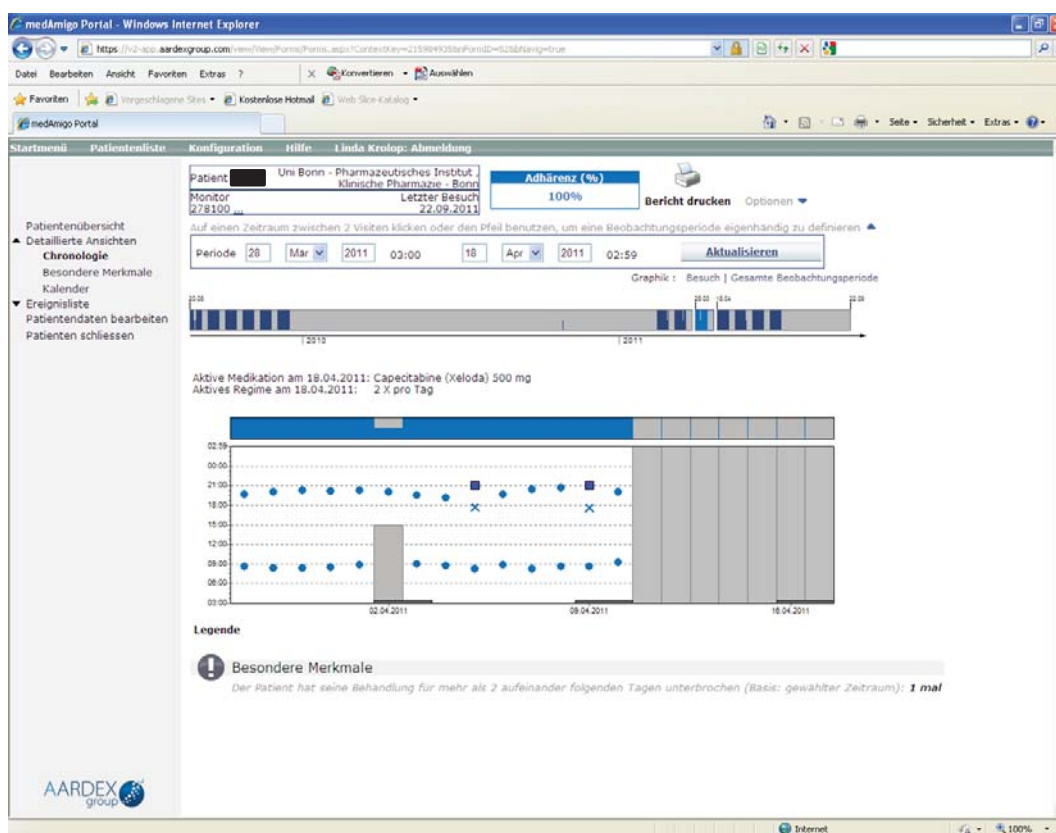 medAmigo Portal - Windows Internet Explorer
Datei Bearbeiten Ansicht Favoriten Extras ?
Konvertieren Auswählen
Favoriten Vorgeschlagene Sites Kostenlose Hotmail Web Slice-Katalog
medAmigo Portal
Seite Sicherheit Extras
Startmenü Patientenliste Konfiguration Hilfe Linda Krolop: Abmeldung
Patient Uni Bonn - Pharmazeutisches Institut,
Klinische Pharmazie - Bonn
Monitor Letzter Besuch
278100 ... 22.09.2011
Adhärenz (%)
100%
Bericht drucken Optionen
Patientenübersicht
Detaillierte Ansichten
Chronologie
Besondere Merkmale
Kalender
Ereignisliste
Patientendaten bearbeiten
Patienten schliessen
Auf einen Zeitraum zwischen 2 Visiten klicken oder den Pfeil benutzen, um eine Beobachtungsperiode eigenhändig zu definieren
Periode 28 Mar 2011 03:00 18 Apr 2011 02:59 Aktualisieren
Graphik : Besuch | Gesamte Beobachtungsperiode
18.04 22.09
2010 2011
Aktive Medikation am 18.04.2011: Capecitabine (Xeloda) 500 mg
Aktives Regime am 18.04.2011: 2 X pro Tag
02:59
00:00
21:00
18:00
15:00
12:00
09:00
06:00
03:00
02.04.2011 09.04.2011 16.04.2011
Legende
Besondere Merkmale
Der Patient hat seine Behandlung für mehr als 2 aufeinander folgenden Tagen unterbrochen (Basis: gewählter Zeitraum): 1 mal
AARDEX
group
Internet 100%